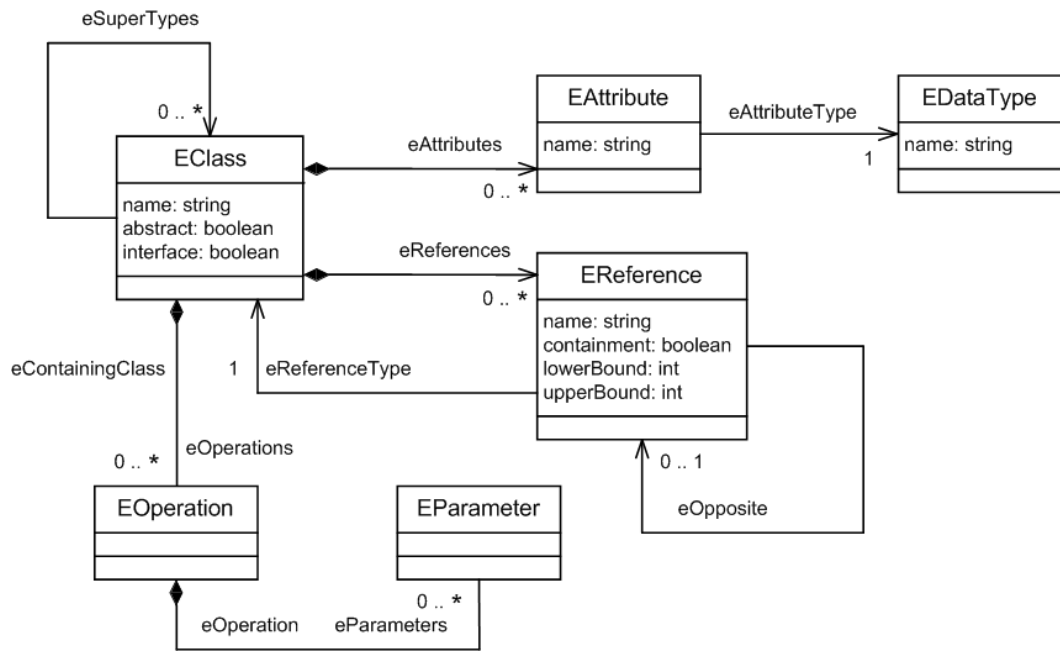 eSuperTypes
0 .. *
EClass
name: string
abstract: boolean
interface: boolean
eAttributes
0 .. *
EAttribute
name: string
eAttributeType
1
EDataType
name: string
eReferences
0 .. *
EReference
name: string
containment: boolean
lowerBound: int
upperBound: int
eContainingClass
1
eReferenceType
eOperations
0 .. *
0 .. 1
eOpposite
EOperation
EParameter
0 .. *
eOperation
eParameters